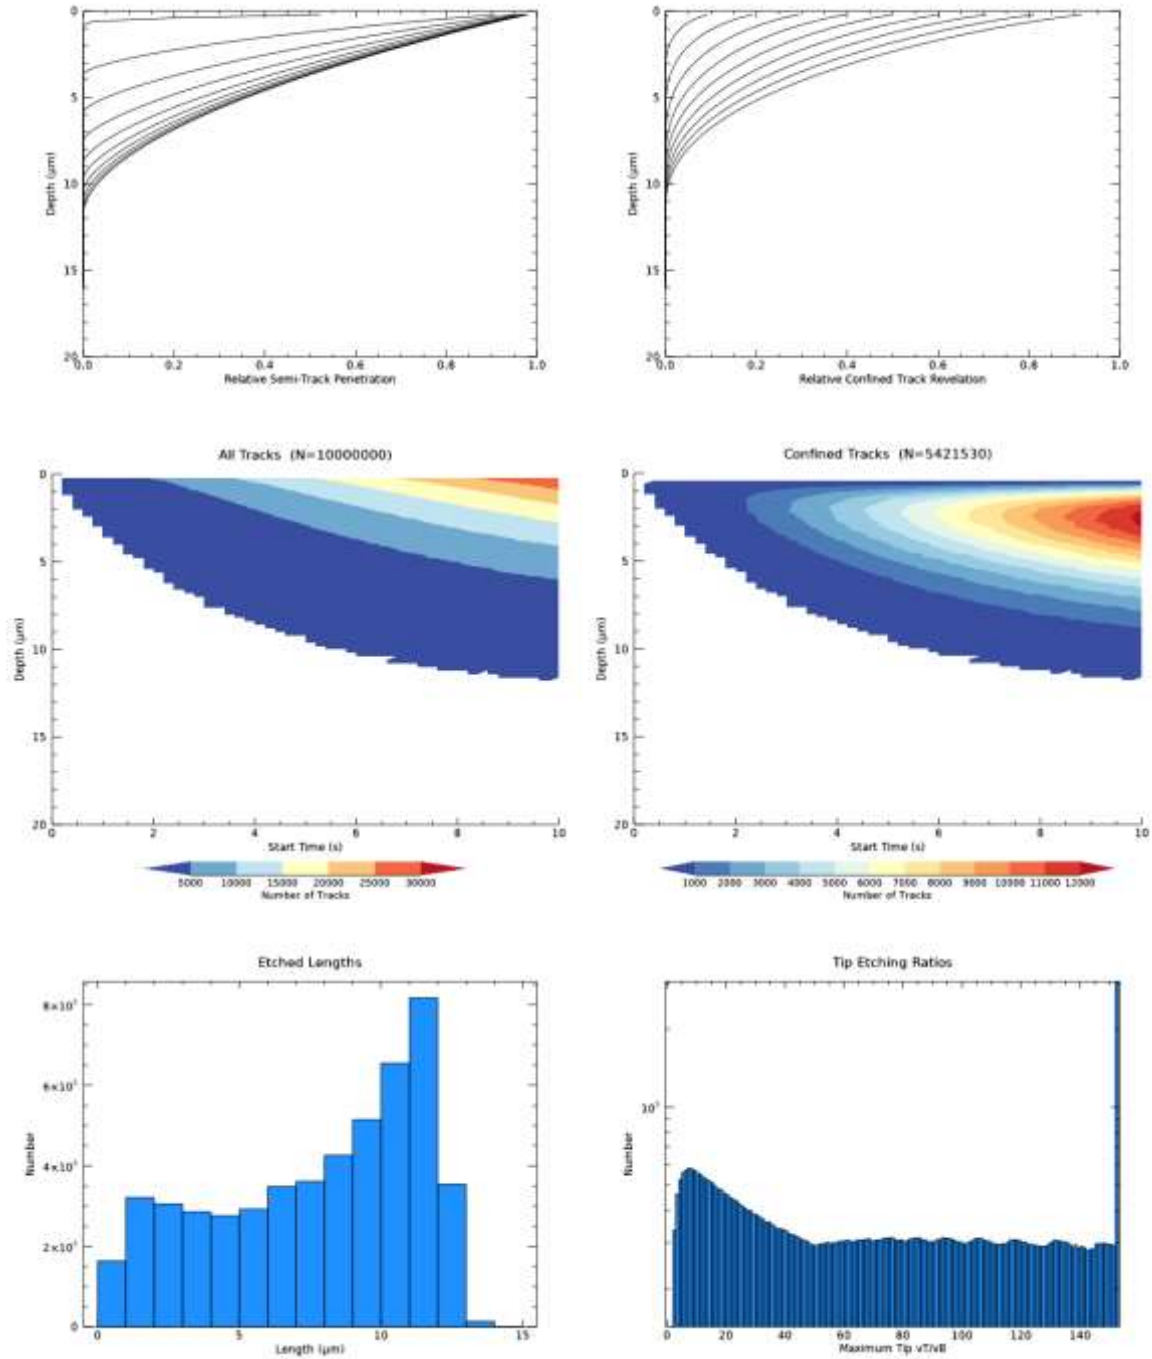 0
5
10
15
20
Depth (μm)
0.0 0.2 0.4 0.6 0.8 1.0
Relative Semi-Track Penetration
0
5
10
15
20
Depth (μm)
0.0 0.2 0.4 0.6 0.8 1.0
Relative Confined Track Revelation
All Tracks (N=10000000)
0
5
10
15
20
Depth (μm)
0 2 4 6 8 10
Start Time (s)
5000 10000 15000 20000 25000 30000
Number of Tracks
Confined Tracks (N=5421530)
0
5
10
15
20
Depth (μm)
0 2 4 6 8 10
Start Time (s)
1000 2000 3000 4000 5000 6000 7000 8000 9000 10000 11000 12000
Number of Tracks
Etched Lengths
Number
0
0 5 10 15
Length (μm)
Tip Etching Ratios
Number
0 20 40 60 80 100 120 140
Maximum Tip vT/vB